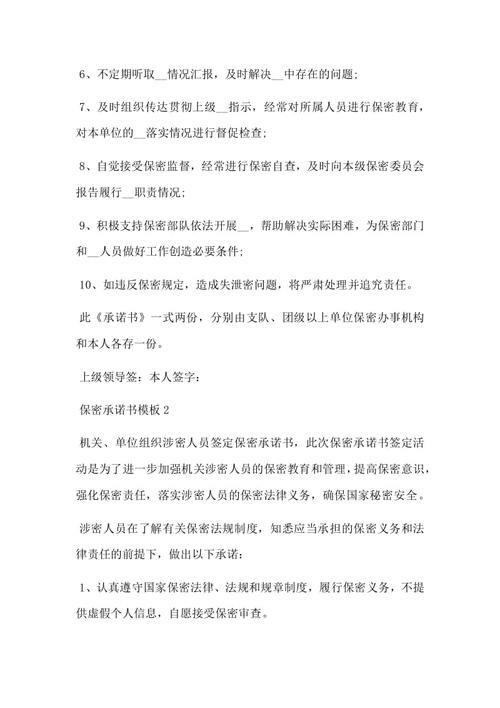 6、不定期听取__情况汇报，及时解决__中存在的问题;
7、及时组织传达贯彻上级__指示，经常对所属人员进行保密教育，
对本单位的__落实情况进行督促检查;
8、自觉接受保密监督，经常进行保密自查，及时向本级保密委员会
报告履行__职责情况;
9、积极支持保密部队依法开展__，帮助解决实际困难，为保密部门
和__人员做好工作创造必要条件;
10、如违反保密规定，造成失泄密问题，将严肃处理并追究责任。
此《承诺书》一式两份，分别由支队、团级以上单位保密办事机构
和本人各存一份。
上级领导签：本人签字：
保密承诺书模板2
机关、单位组织涉密人员签定保密承诺书，此次保密承诺书签定活
动是为了进一步加强机关涉密人员的保密教育和管理，提高保密意识，
强化保密责任，落实涉密人员的保密法律义务，确保国家秘密安全。
涉密人员在了解有关保密法规制度，知悉应当承担的保密义务和法
律责任的前提下，做出以下承诺：
1、认真遵守国家保密法律、法规和规章制度，履行保密义务，不提
供虚假个人信息，自愿接受保密审查。